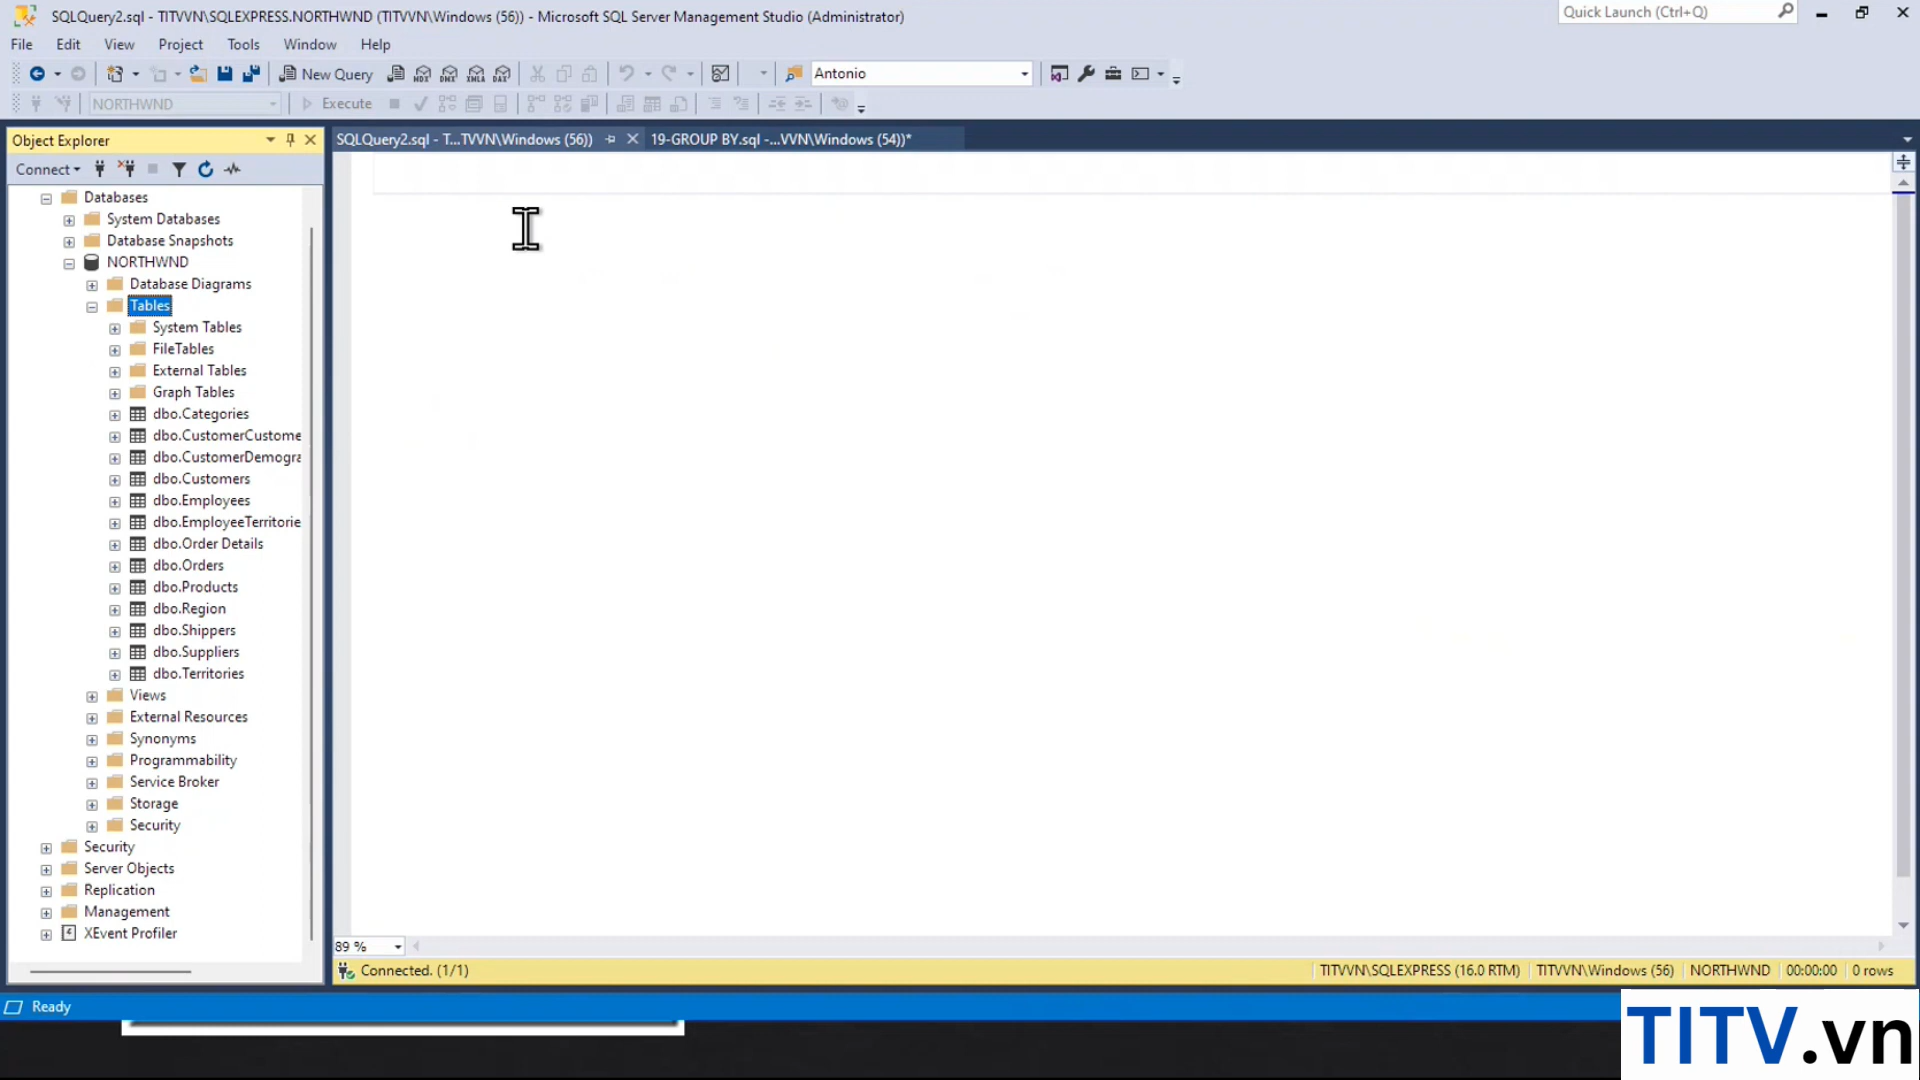 SQLQuery2.sql - TITVVN\SQLEXPRESS.NORTHWND (TITVVN\Windows (56)) - Microsoft SQL Server Management Studio (Administrator)
Quick Launch (Ctrl+Q)
File Edit View Project Tools Window Help
New Query MDX DMX XMLA DAX Antonio
NORTHWND Execute
Object Explorer
SQLQuery2.sql - T...TVVN\Windows (56))
19-GROUP BY.sql -...VVN\Windows (54))*
Connect
Databases
System Databases
Database Snapshots
NORTHWND
Database Diagrams
Tables
System Tables
FileTables
External Tables
Graph Tables
dbo.Categories
dbo.CustomerCustome
dbo.CustomerDemogra
dbo.Customers
dbo.Employees
dbo.EmployeeTerritorie
dbo.Order Details
dbo.Orders
dbo.Products
dbo.Region
dbo.Shippers
dbo.Suppliers
dbo.Territories
Views
External Resources
Synonyms
Programmability
Service Broker
Storage
Security
Security
Server Objects
Replication
Management
XEvent Profiler
89 %
Connected. (1/1)
TITVVN\SQLEXPRESS (16.0 RTM) TITVVN\Windows (56) NORTHWND 00:00:00 0 rows
Ready
TITV.vn